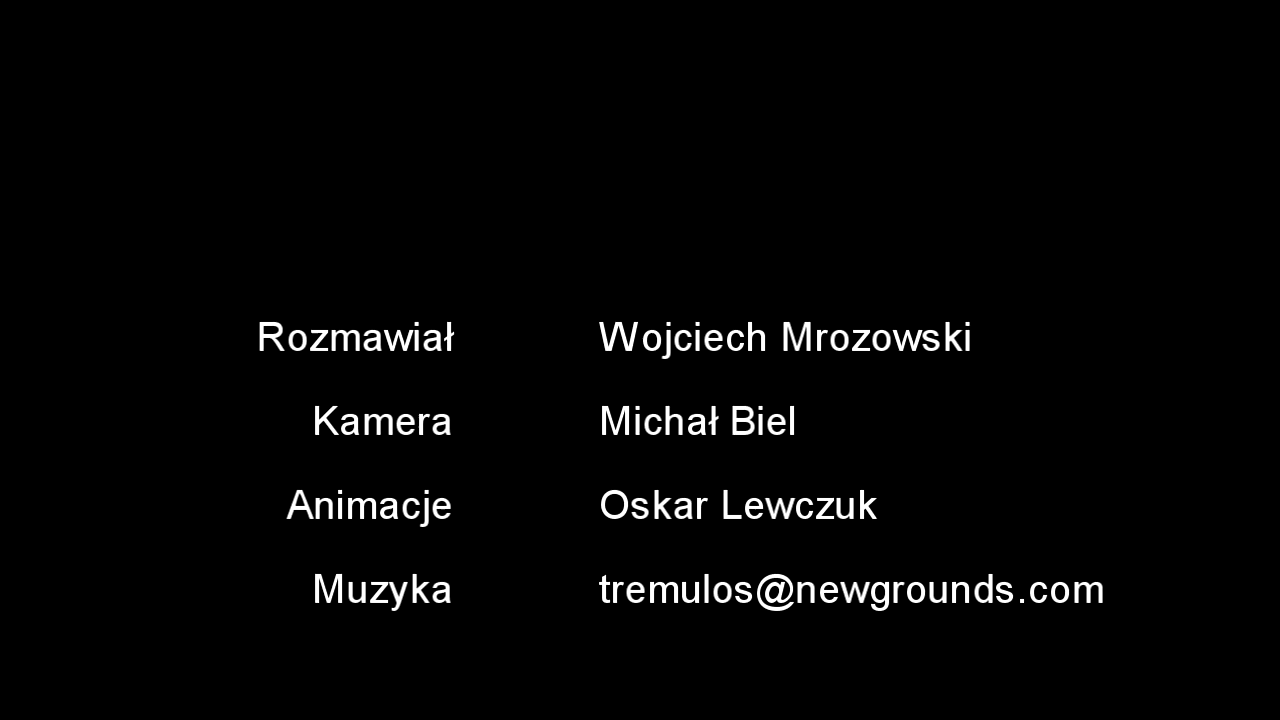 Rozmawiał Wojciech Mrozowski
Kamera Michał Biel
Animacje Oskar Lewczuk
Muzyka tremulos@newgrounds.com